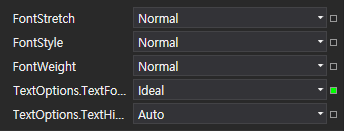 FontStretch Normal
FontStyle Normal
FontWeight Normal
TextOptions.TextFo... Ideal
TextOptions.TextHi... Auto